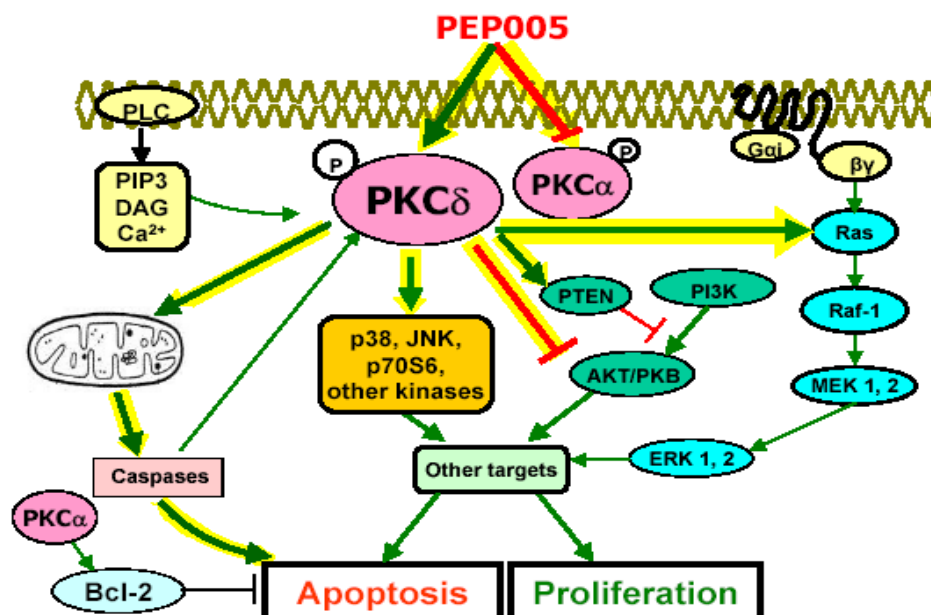 PEP005
PLC
PIP3
DAG
Ca²⁺
P
PKCδ
P
PKCα
Gαi
βγ
Ras
PTEN
PI3K
Raf-1
p38, JNK,
p70S6,
other kinases
AKT/PKB
MEK 1, 2
Caspases
Other targets
ERK 1, 2
PKCα
Bcl-2
Apoptosis
Proliferation